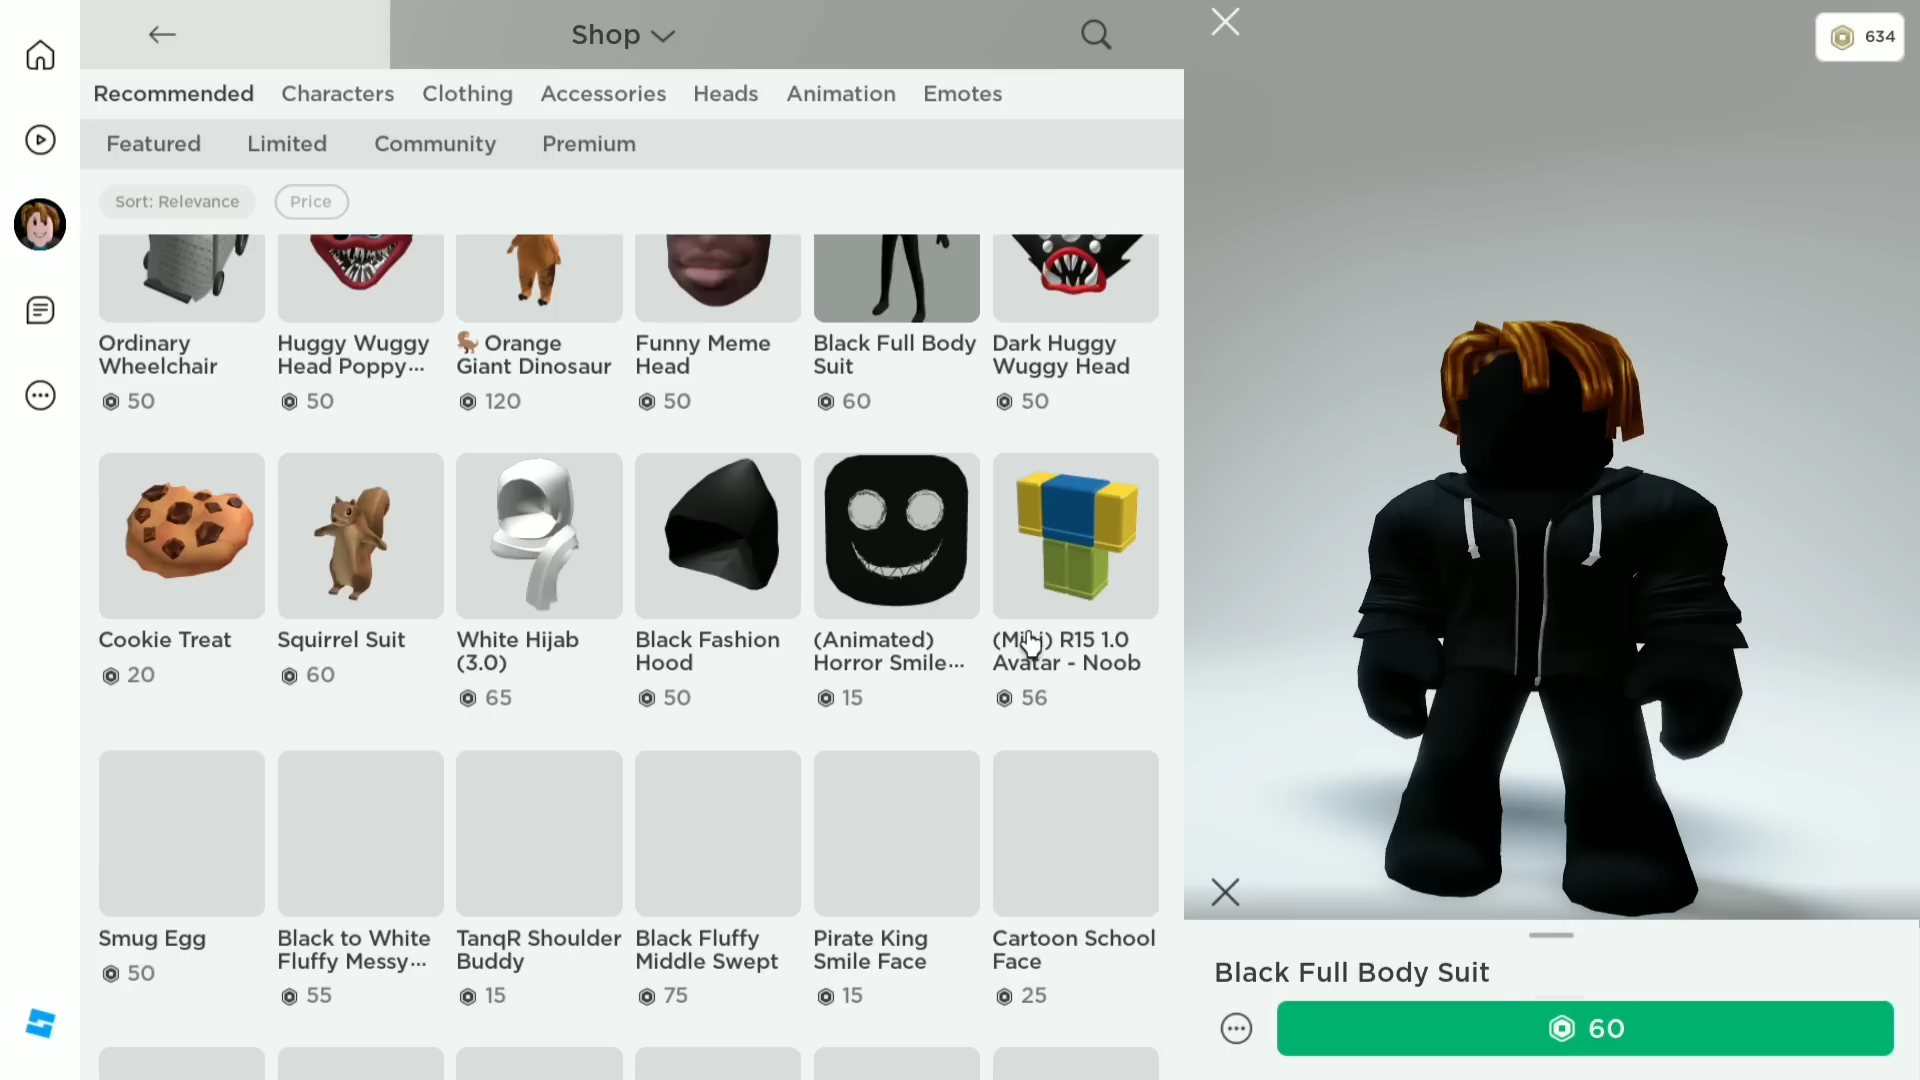 Shop
634
Recommended Characters Clothing Accessories Heads Animation Emotes
Featured Limited Community Premium
Sort: Relevance Price
Ordinary
Wheelchair
50
Huggy Wuggy
Head Poppy...
50
🦖 Orange
Giant Dinosaur
120
Funny Meme
Head
50
Black Full Body
Suit
60
Dark Huggy
Wuggy Head
50
Cookie Treat
20
Squirrel Suit
60
White Hijab
(3.0)
65
Black Fashion
Hood
50
(Animated)
Horror Smile...
15
R15 1.0
Avatar - Noob
56
Smug Egg
50
Black to White
Fluffy Messy...
55
TanqR Shoulder
Buddy
15
Black Fluffy
Middle Swept
75
Pirate King
Smile Face
15
Cartoon School
Face
25
Black Full Body Suit
60